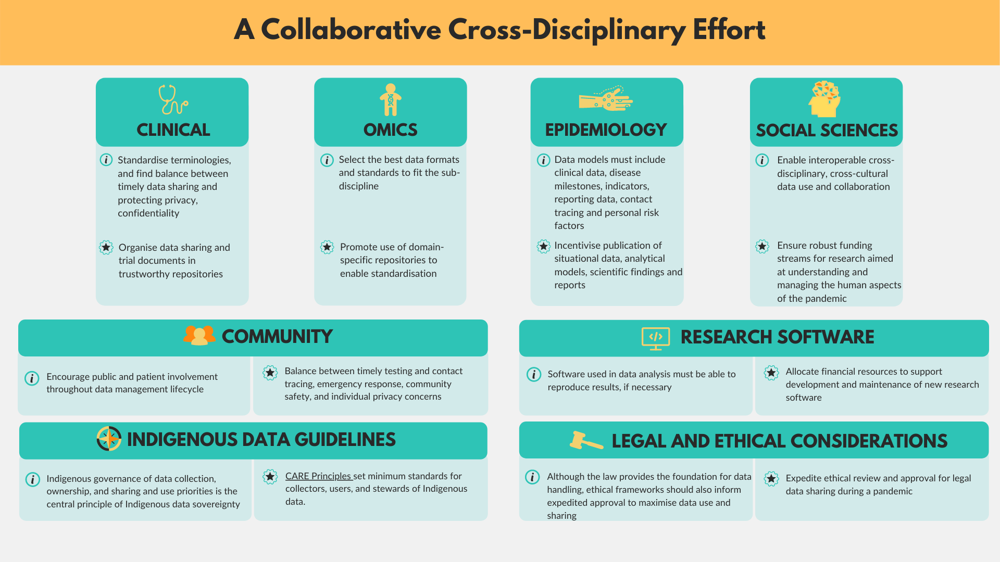 A Collaborative Cross-Disciplinary Effort
CLINICAL
Standardise terminologies,
and find balance between
timely data sharing and
protecting privacy,
confidentiality
Organise data sharing and
trial documents in
trustworthy repositories
OMICS
Select the best data formats
and standards to fit the sub-
discipline
Promote use of domain-
specific repositories to
enable standardisation
EPIDEMIOLOGY
Data models must include
clinical data, disease
milestones, indicators,
reporting data, contact
tracing and personal risk
factors
Incentivise publication of
situational data, analytical
models, scientific findings and
reports
SOCIAL SCIENCES
Enable interoperable cross-
disciplinary, cross-cultural
data use and collaboration
Ensure robust funding
streams for research aimed
at understanding and
managing the human aspects
of the pandemic
COMMUNITY
Encourage public and patient involvement
throughout data management lifecycle
Balance between timely testing and contact
tracing, emergency response, community
safety, and individual privacy concerns
RESEARCH SOFTWARE
Software used in data analysis must be able to
reproduce results, if necessary
Allocate financial resources to support
development and maintenance of new research
software
INDIGENOUS DATA GUIDELINES
Indigenous governance of data collection,
ownership, and sharing and use priorities is the
central principle of Indigenous data sovereignty
CARE Principles set minimum standards for
collectors, users, and stewards of Indigenous
data.
LEGAL AND ETHICAL CONSIDERATIONS
Although the law provides the foundation for data
handling, ethical frameworks should also inform
expedited approval to maximise data use and
sharing
Expedite ethical review and approval for legal
data sharing during a pandemic